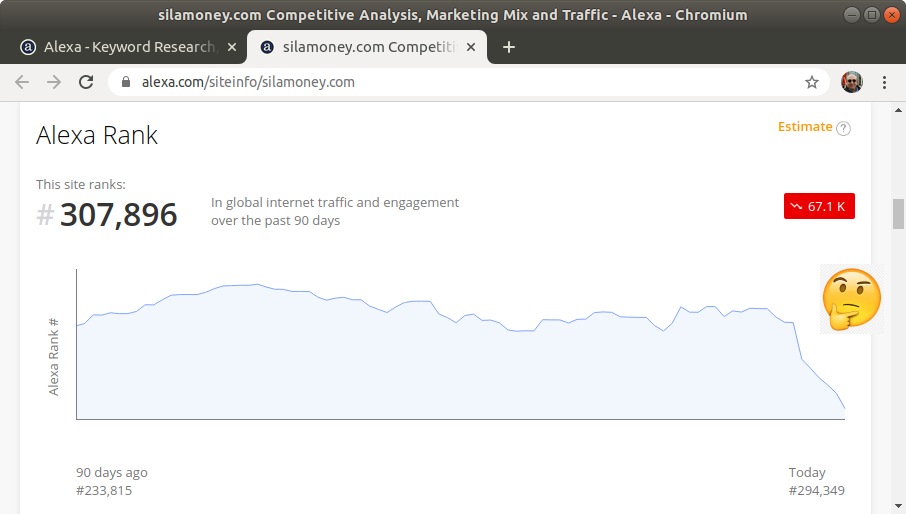 silamoney.com Competitive Analysis, Marketing Mix and Traffic - Alexa - Chromium
Alexa - Keyword Research,
silamoney.com Competiti
alexa.com/siteinfo/silamoney.com
Alexa Rank
Estimate ?
This site ranks:
# 307,896
In global internet traffic and engagement
over the past 90 days
67.1 K
Alexa Rank #
90 days ago
#233,815
Today
#294,349